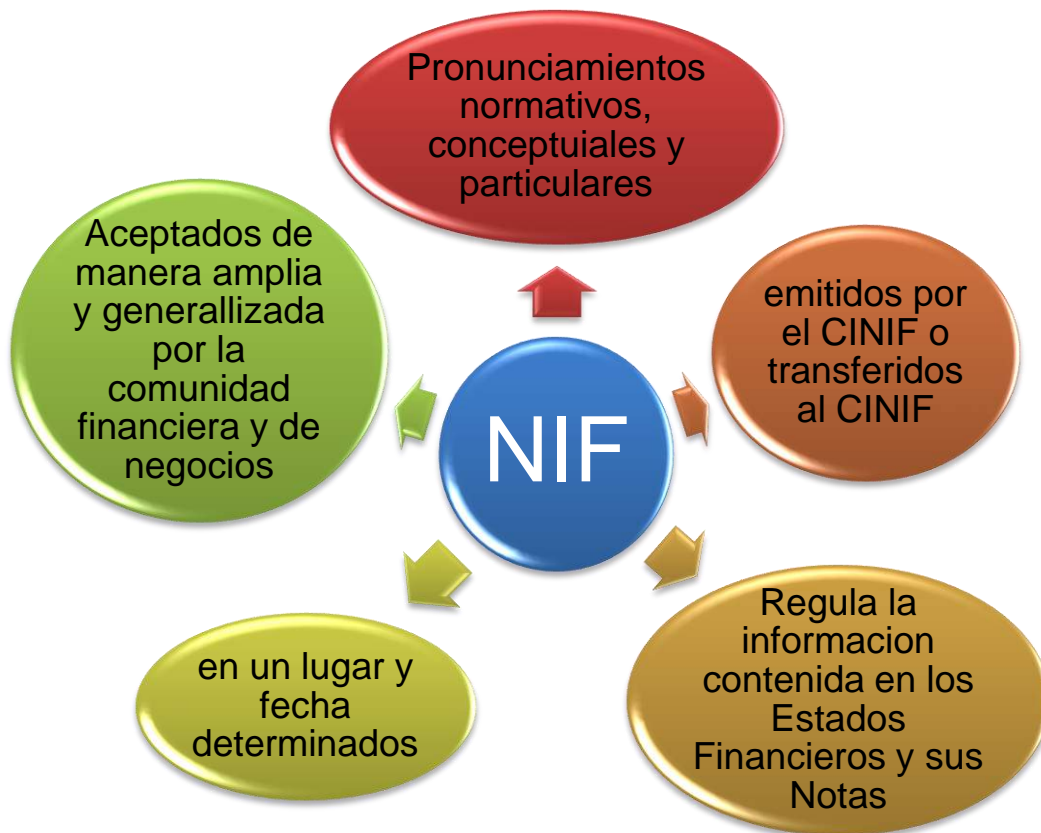 Pronunciamientos
normativos,
conceptuiales y
particulares
emitidos por
el CINIF o
transferidos
al CINIF
Regula la
informacion
contenida en los
Estados
Financieros y sus
Notas
en un lugar y
fecha
determinados
Aceptados de
manera amplia
y generallizada
por la
comunidad
financiera y de
negocios
NIF